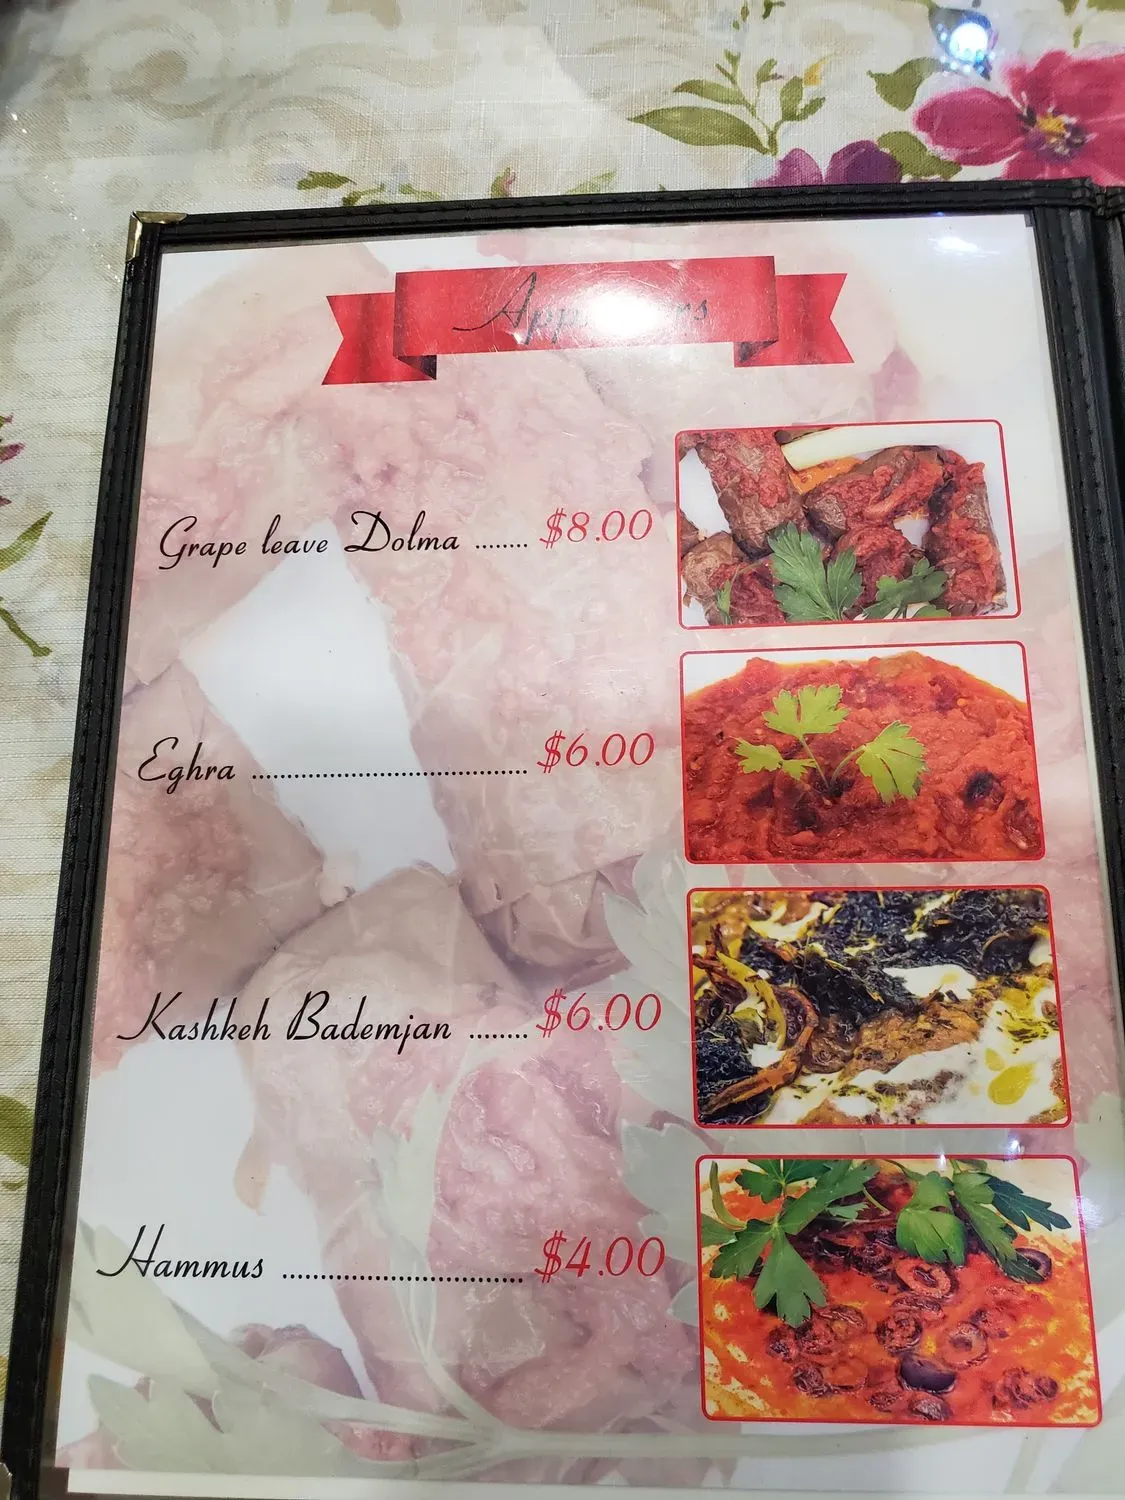 Grape leave Dolma ........ $8.00
Eghra ................................ $6.00
Kashkeh Bademjan ........ $6.00
Hammus ............................ $4.00